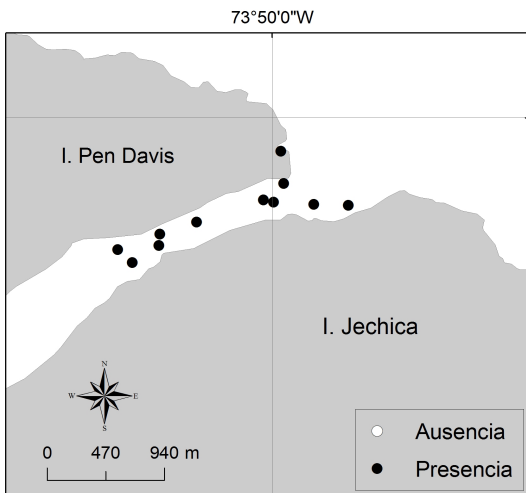 73°50'0"W
I. Pen Davis
I. Jechica
N
W E
S
0 470 940 m
Ausencia
Presencia